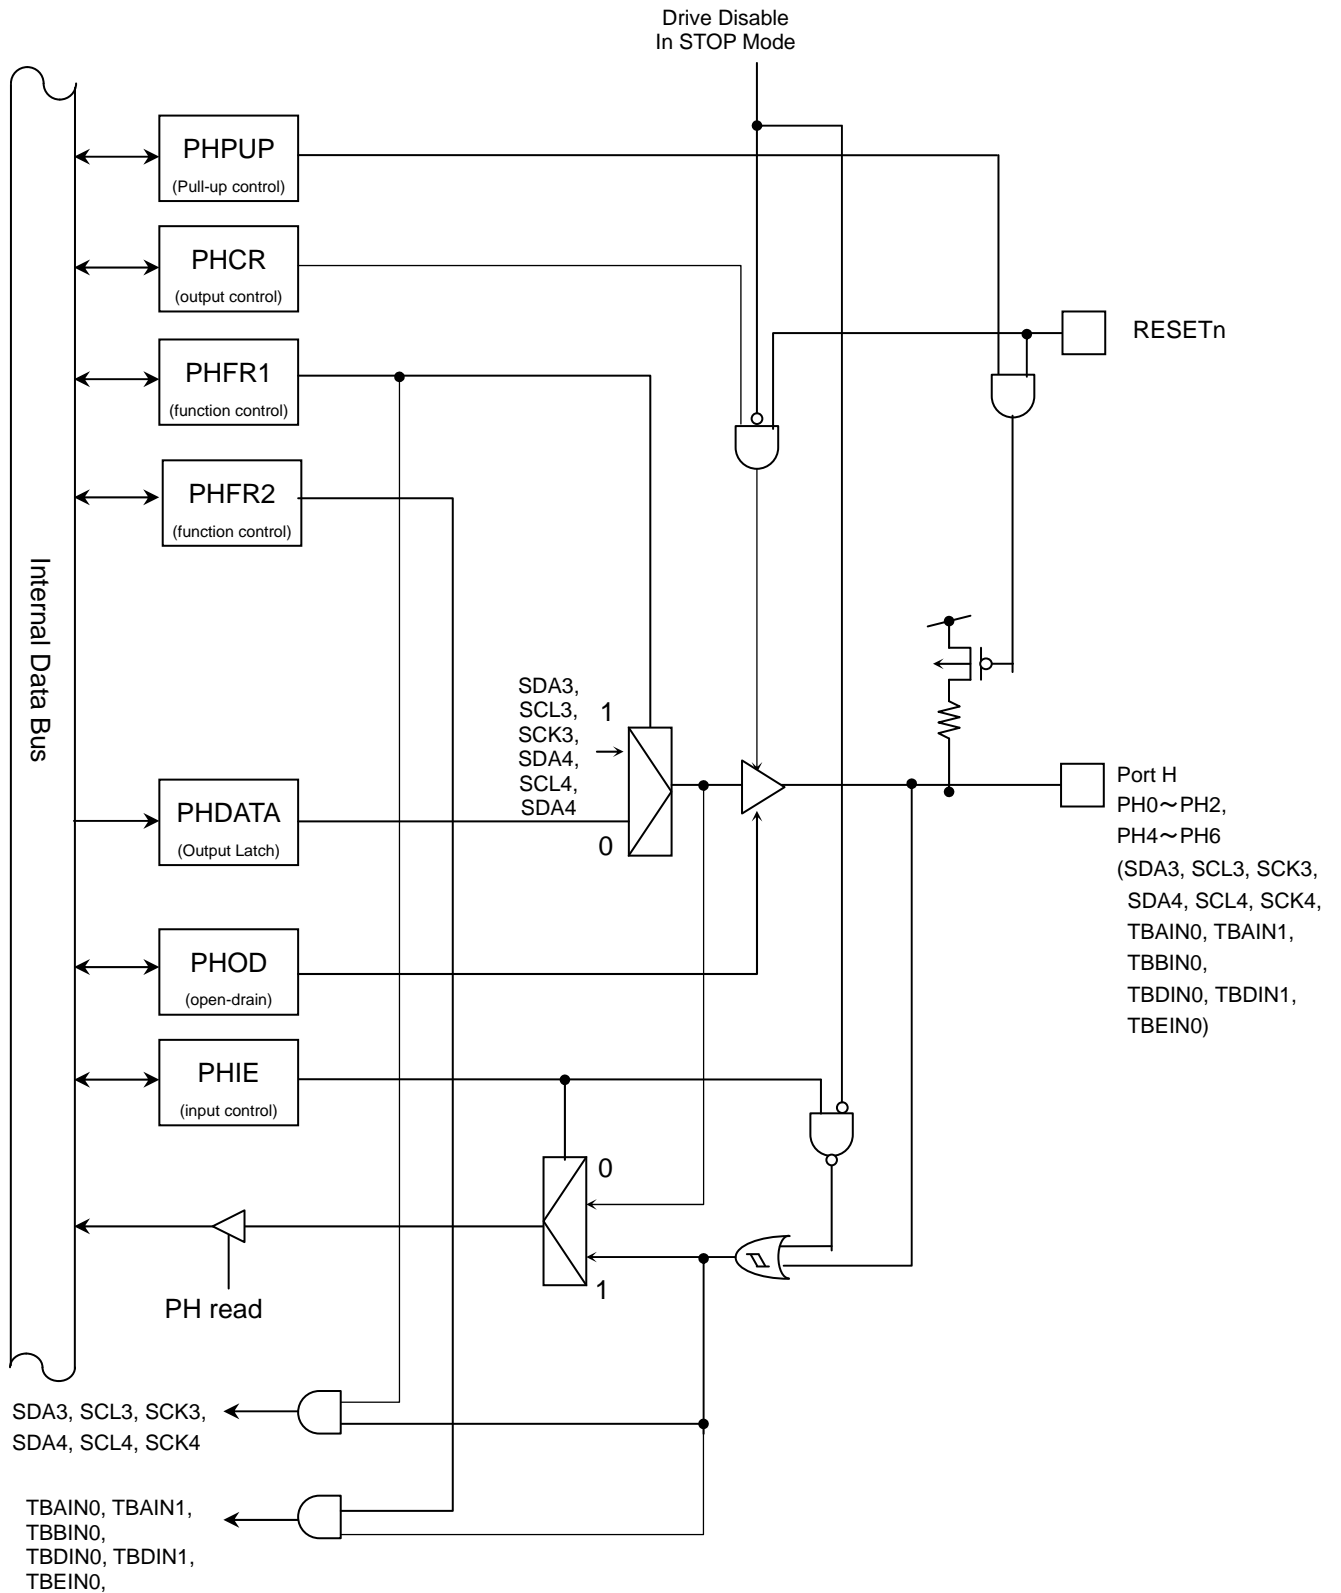 Drive Disable
In STOP Mode
PHPUP
(Pull-up control)
PHCR
(output control)
RESETn
PHFR1
(function control)
PHFR2
(function control)
Internal Data Bus
SDA3,
SCL3,
SCK3,
SDA4,
SCL4,
SDA4
1
0
PHDATA
(Output Latch)
Port H
PH0～PH2,
PH4～PH6
(SDA3, SCL3, SCK3,
SDA4, SCL4, SCK4,
TBAIN0, TBAIN1,
TBBIN0,
TBDIN0, TBDIN1,
TBEIN0)
PHOD
(open-drain)
PHIE
(input control)
0
1
PH read
SDA3, SCL3, SCK3,
SDA4, SCL4, SCK4
TBAIN0, TBAIN1,
TBBIN0,
TBDIN0, TBDIN1,
TBEIN0,